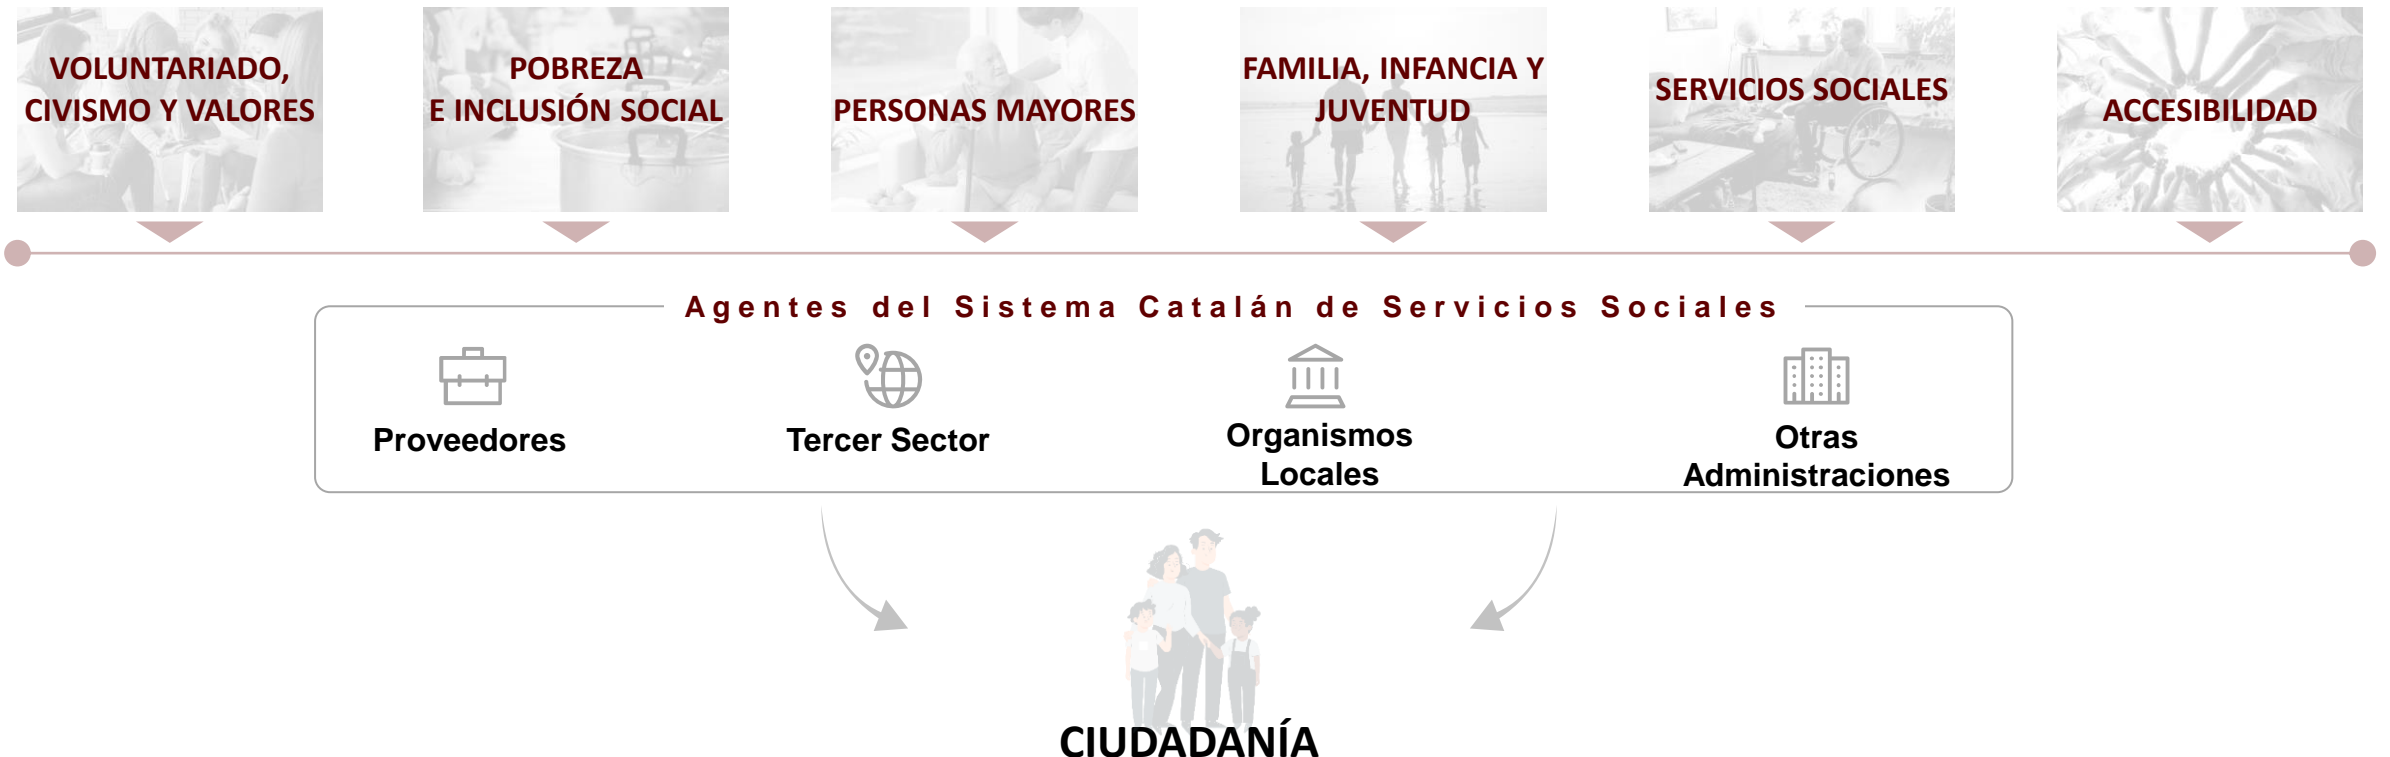 VOLUNTARIADO,
CIVISMO Y VALORES
POBREZA
E INCLUSIÓN SOCIAL
PERSONAS MAYORES
FAMILIA, INFANCIA Y
JUVENTUD
SERVICIOS SOCIALES
ACCESIBILIDAD
Agentes del Sistema Catalán de Servicios Sociales
Proveedores
Tercer Sector
Organismos
Locales
Otras
Administraciones
CIUDADANÍA